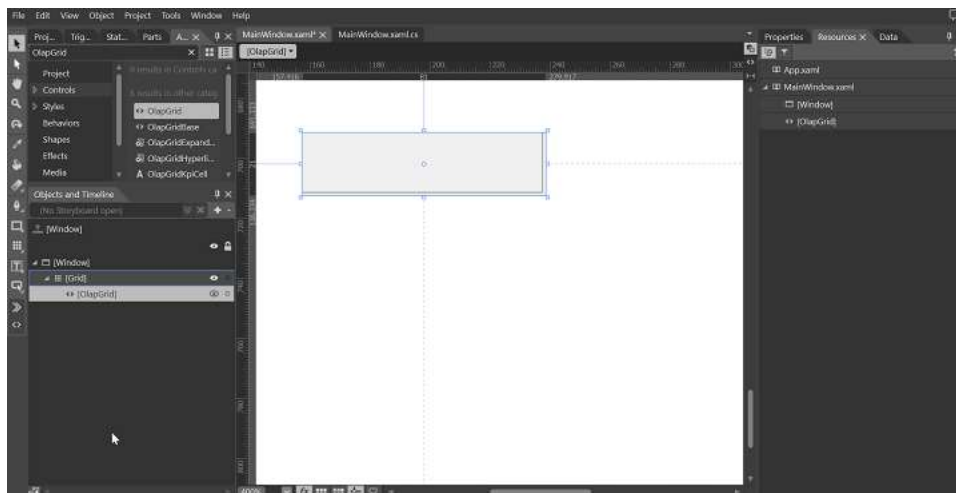 File Edit View Object Project Tools Window Help
Proj... Trig... Stat... Parts A... MainWindow.xaml* MainWindow.xaml.cs Properties Resources Data
OlapGrid [OlapGrid]
App.xaml
MainWindow.xaml
[Window]
[OlapGrid]
Project
Controls
Styles
Behaviors
Shapes
Effects
Media
OlapGrid
OlapGridBase
OlapGridExpand...
OlapGridHyperli...
OlapGridKpiCell
Objects and Timeline
(No Storyboard open)
[Window]
[Window]
[Grid]
[OlapGrid]